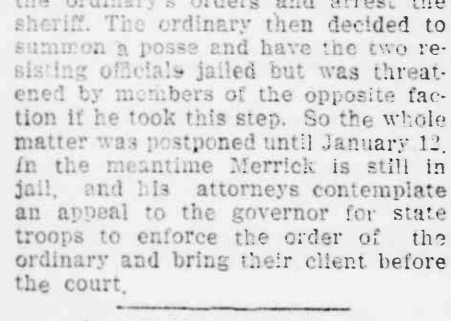 the ordinary's orders and arrest the
sheriff. The ordinary then decided to
summon a posse and have the two re-
sisting officials jailed but was threat-
ened by members of the opposite fac-
tion if he took this step. So the whole
matter was postponed until January 12.
In the meantime Merrick is still in
jail, and his attorneys contemplate
an appeal to the governor for state
troops to enforce the order of the
ordinary and bring their client before
the court.